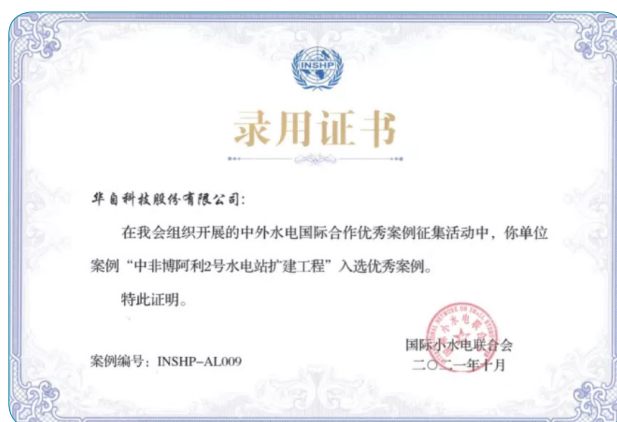 INSHP
录用证书
华自科技股份有限公司：
在我会组织开展的中外水电国际合作优秀案例征集活动中，你单位
案例“中非博阿利2号水电站扩建工程”入选优秀案例。
特此证明。
国际小水电联合会
案例编号：INSHP-AL009
二〇二一年十月